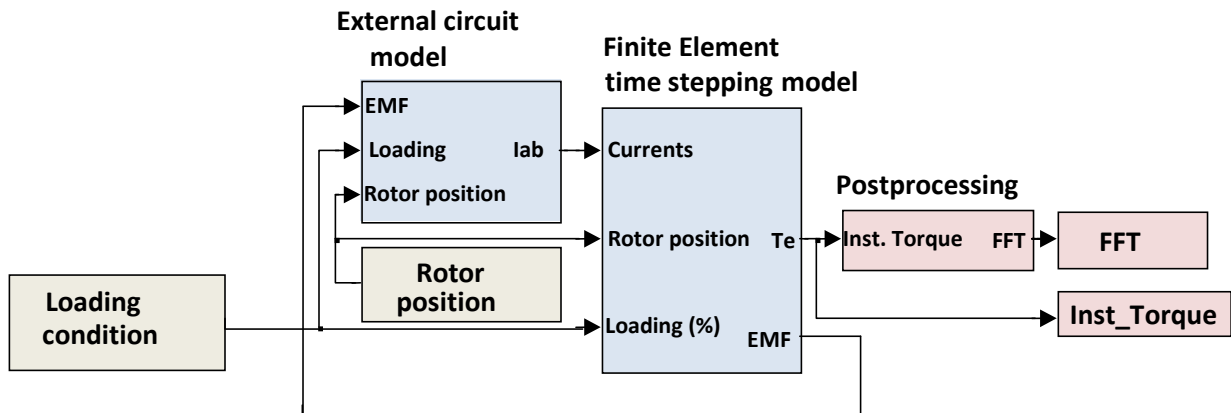 External circuit
model
EMF
Loading
Iab
Rotor position
Finite Element
time stepping model
Currents
Rotor position
Te
Loading (%)
EMF
Postprocessing
Inst. Torque
FFT
FFT
Inst_Torque
Rotor
position
Loading
condition